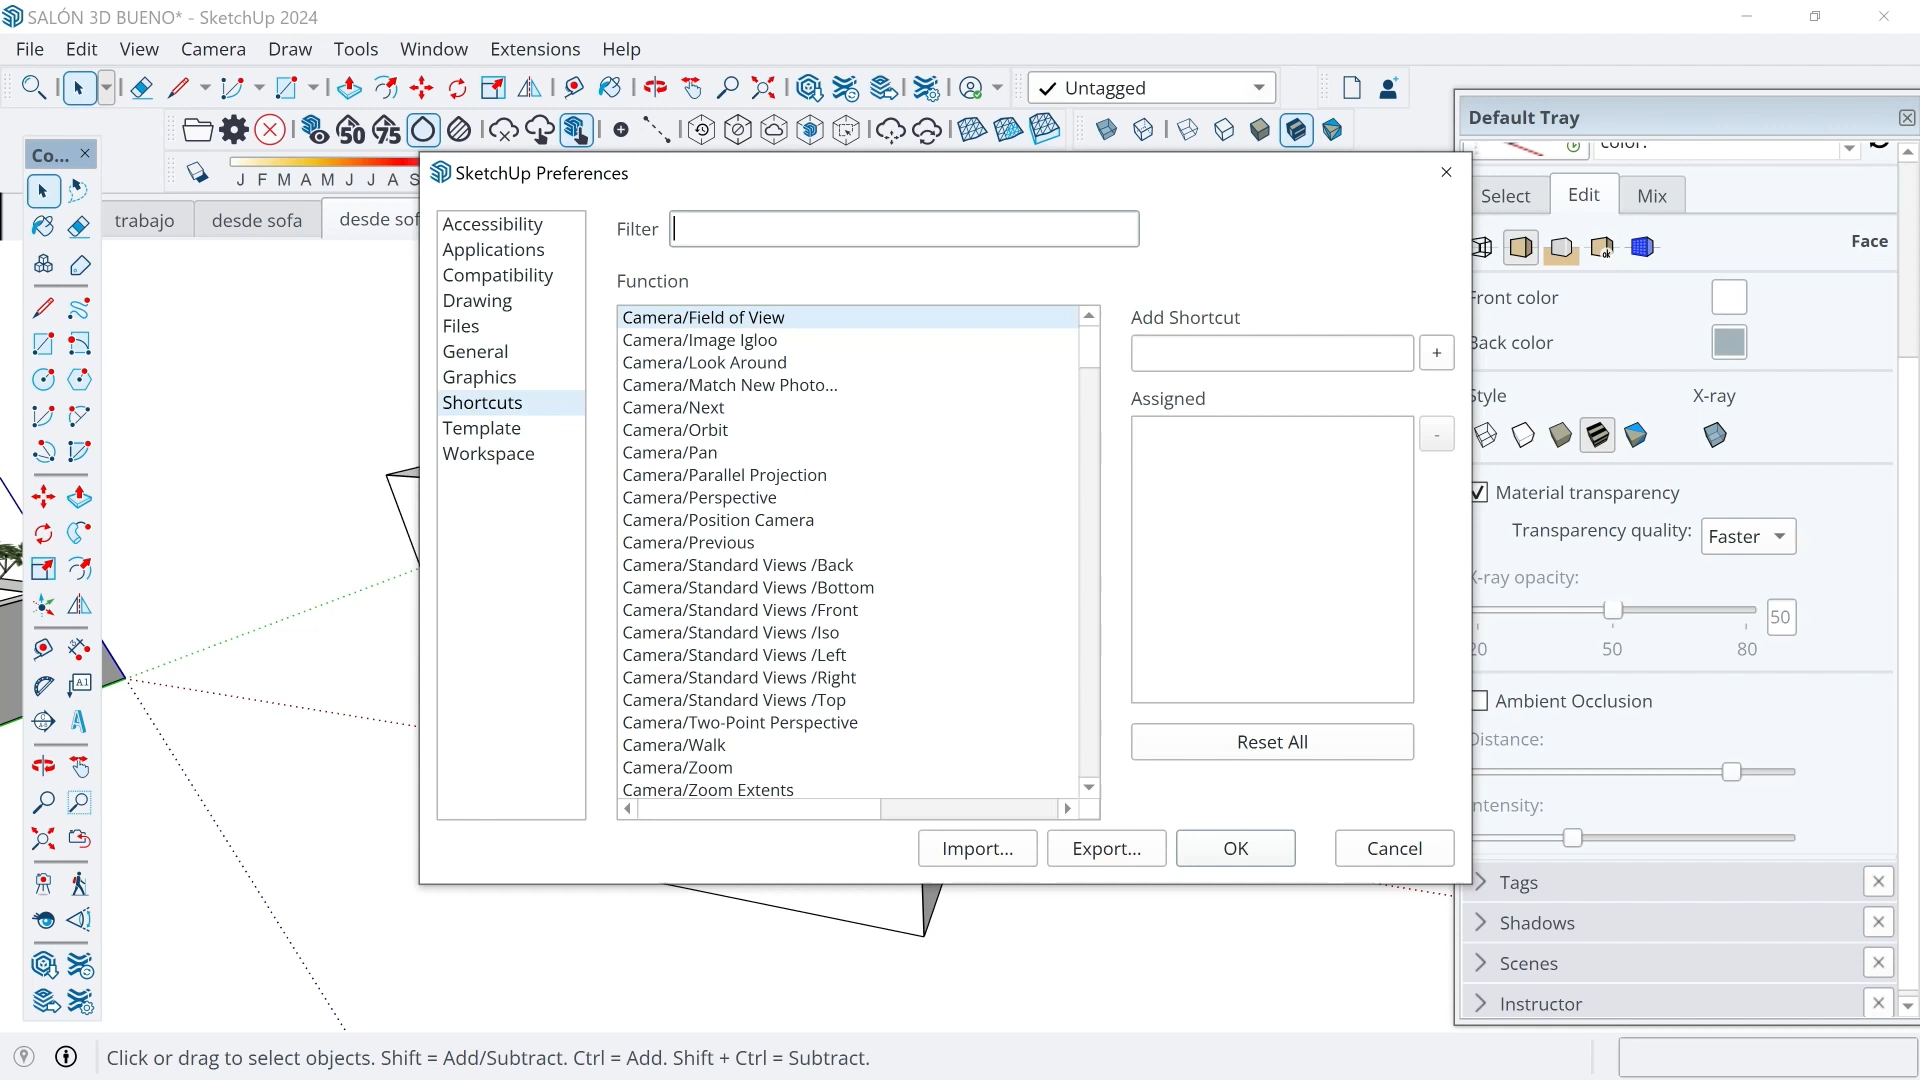 SALÓN 3D BUENO* - SketchUp 2024
File Edit View Camera Draw Tools Window Extensions Help
Untagged
50 75
J F M A M J J A S
Co...
trabajo desde sofa desde sof
SketchUp Preferences
Accessibility
Applications
Compatibility
Drawing
Files
General
Graphics
Shortcuts
Template
Workspace
Filter
Function
Camera/Field of View
Camera/Image Igloo
Camera/Look Around
Camera/Match New Photo...
Camera/Next
Camera/Orbit
Camera/Pan
Camera/Parallel Projection
Camera/Perspective
Camera/Position Camera
Camera/Previous
Camera/Standard Views /Back
Camera/Standard Views /Bottom
Camera/Standard Views /Front
Camera/Standard Views /Iso
Camera/Standard Views /Left
Camera/Standard Views /Right
Camera/Standard Views /Top
Camera/Two-Point Perspective
Camera/Walk
Camera/Zoom
Camera/Zoom Extents
Add Shortcut
+
Assigned
-
Reset All
Import... Export... OK Cancel
Default Tray
color:
Select Edit Mix
Face
Front color
Back color
Style X-ray
Material transparency
Transparency quality: Faster
X-ray opacity:
50
20 50 80
Ambient Occlusion
Distance:
Intensity:
Tags
Shadows
Scenes
Instructor
Click or drag to select objects. Shift = Add/Subtract. Ctrl = Add. Shift + Ctrl = Subtract.